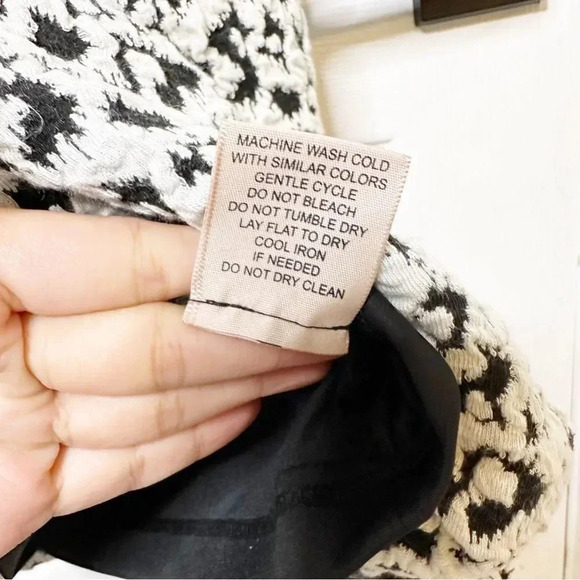 MACHINE WASH COLD
WITH SIMILAR COLORS
GENTLE CYCLE
DO NOT BLEACH
DO NOT TUMBLE DRY
LAY FLAT TO DRY
COOL IRON
IF NEEDED
DO NOT DRY CLEAN